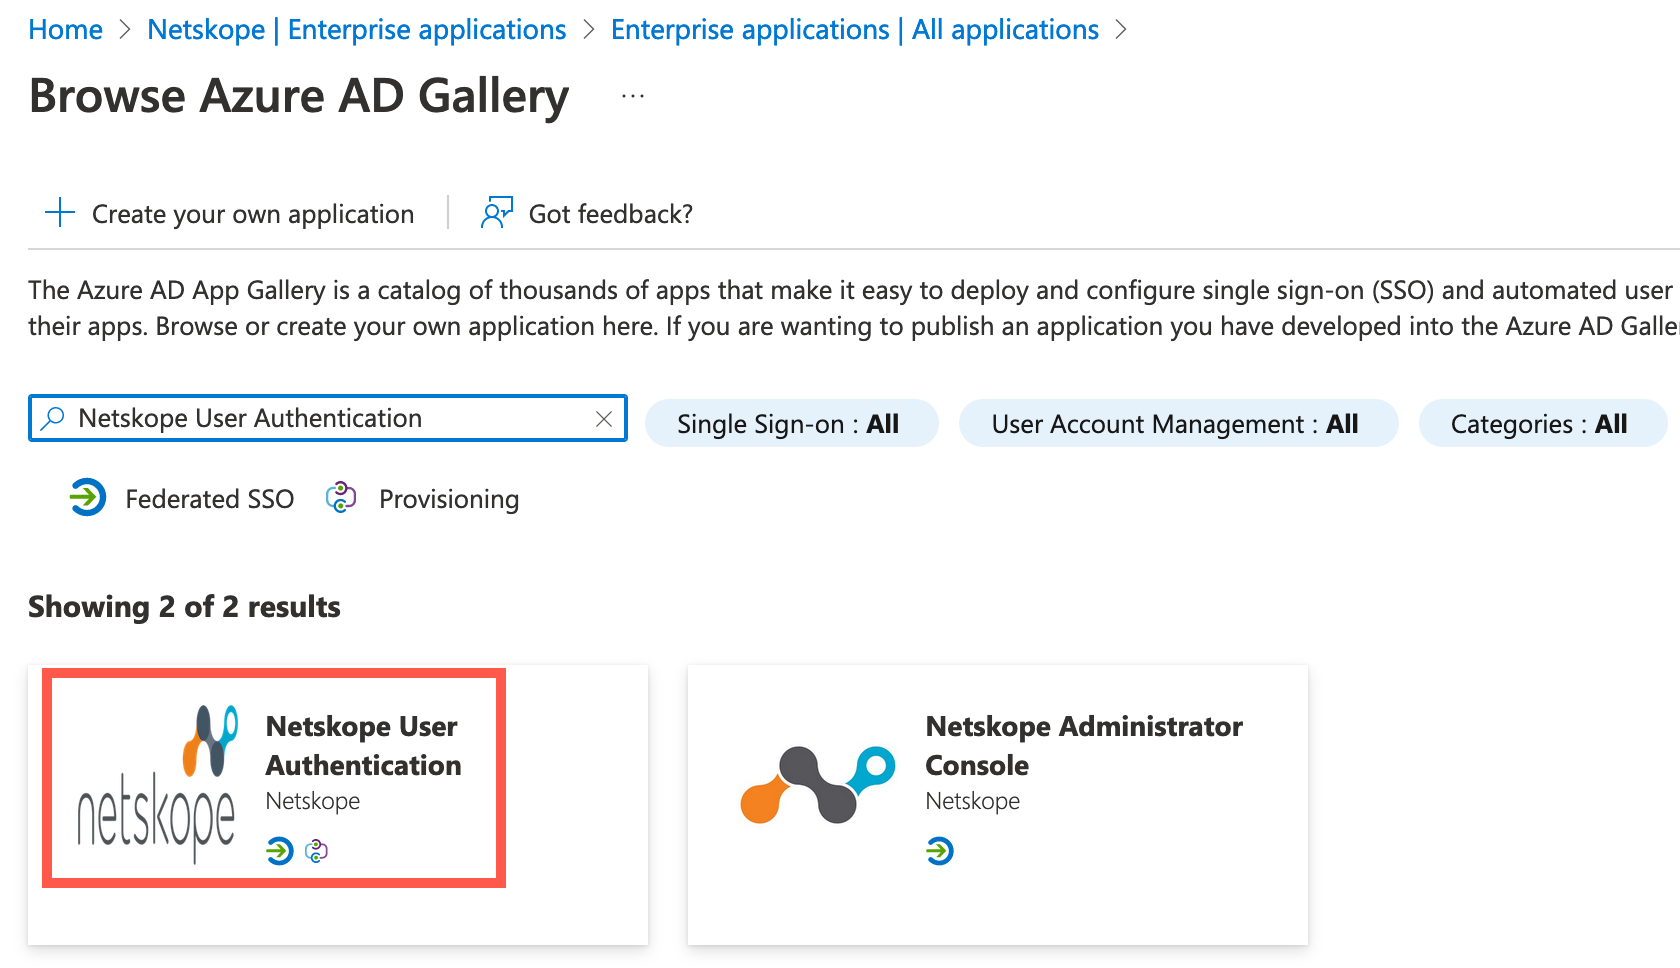 Home > Netskope | Enterprise applications > Enterprise applications | All applications >
Browse Azure AD Gallery ...
Create your own application | Got feedback?
The Azure AD App Gallery is a catalog of thousands of apps that make it easy to deploy and configure single sign-on (SSO) and automated user
their apps. Browse or create your own application here. If you are wanting to publish an application you have developed into the Azure AD Galle
Netskope User Authentication
Single Sign-on : All
User Account Management : All
Categories : All
Federated SSO
Provisioning
Showing 2 of 2 results
netskope
Netskope User
Authentication
Netskope
Netskope Administrator
Console
Netskope